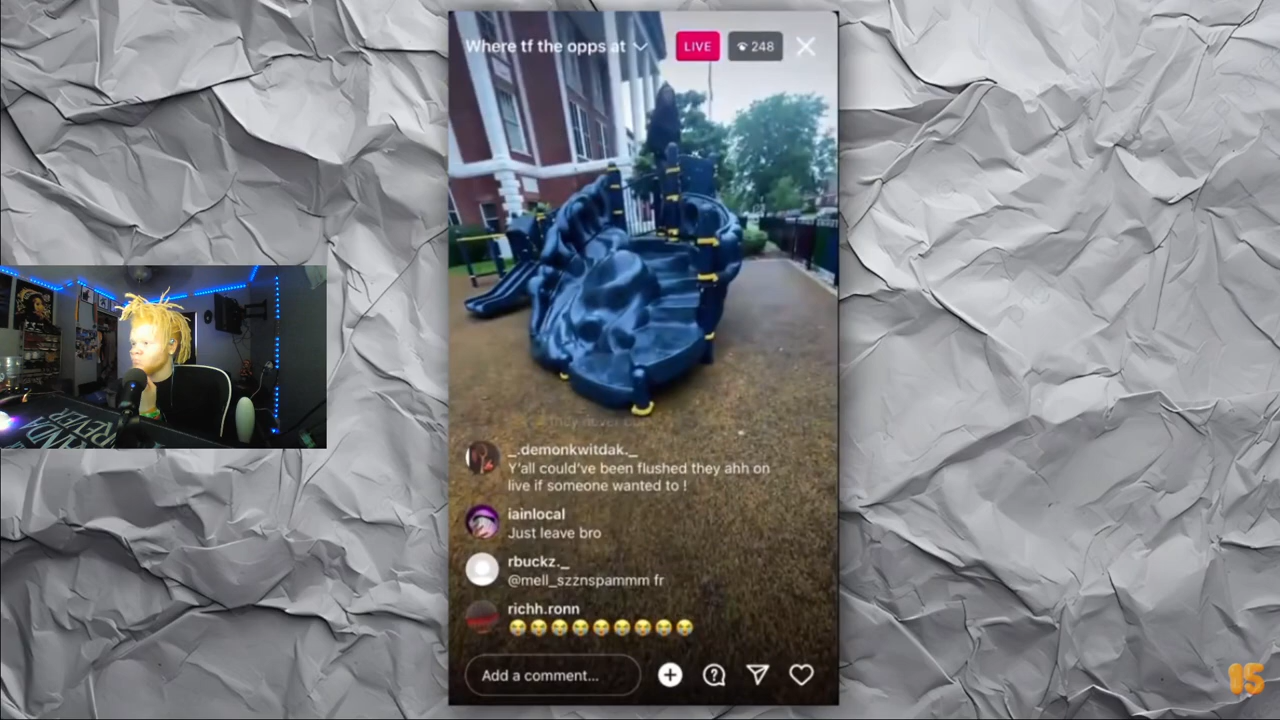 Where tf the opps at
LIVE
248
_.demonkwitdak._
Y'all could've been flushed they ahh on
live if someone wanted to !
iainlocal
Just leave bro
rbuckz._
@mell_szznspammm fr
richh.ronn
😭😭😭😭😭😭😭😭😭
Add a comment...
15